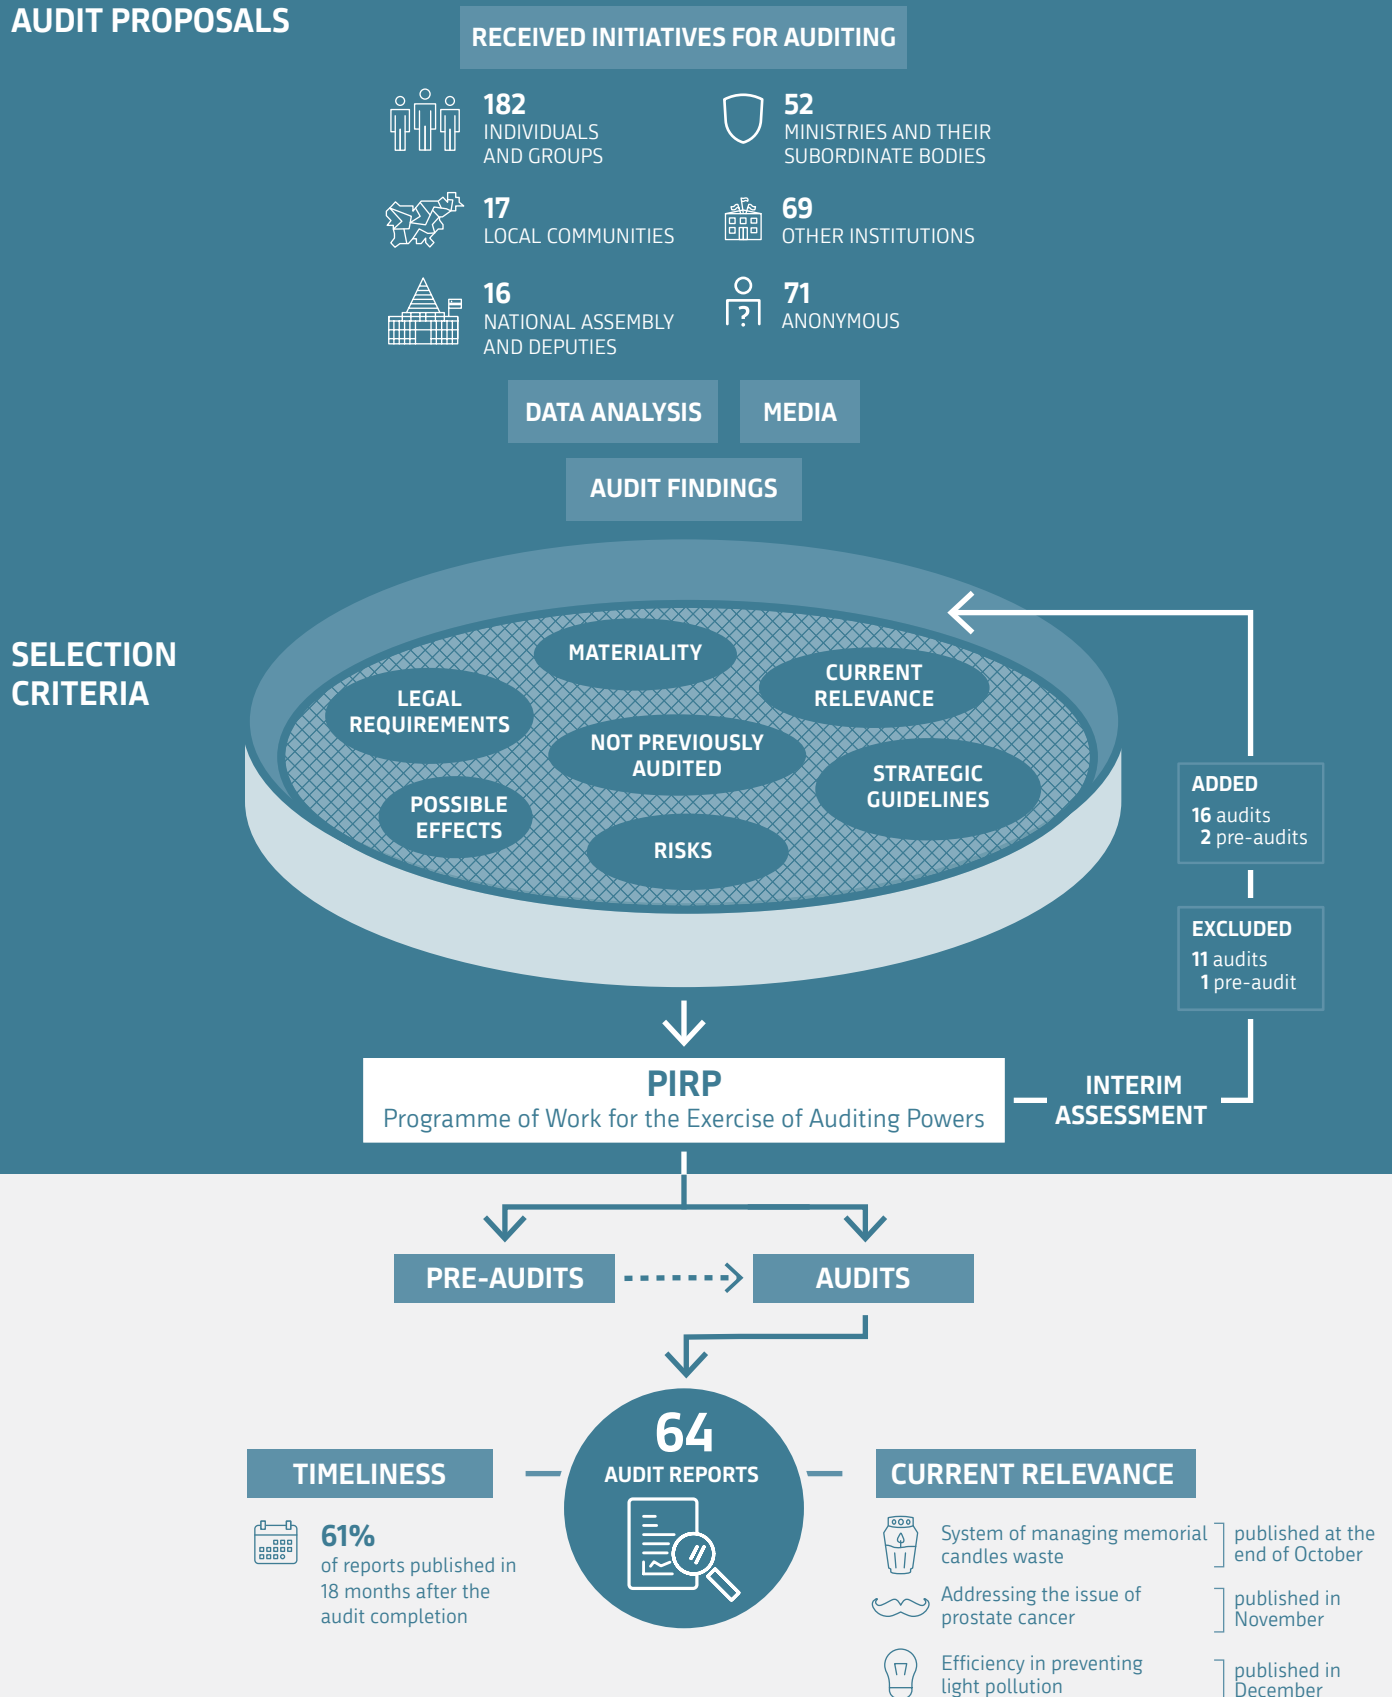 AUDIT PROPOSALS
RECEIVED INITIATIVES FOR AUDITING
182
INDIVIDUALS
AND GROUPS
52
MINISTRIES AND THEIR
SUBORDINATE BODIES
17
LOCAL COMMUNITIES
69
OTHER INSTITUTIONS
16
NATIONAL ASSEMBLY
AND DEPUTIES
?
71
ANONYMOUS
DATA ANALYSIS
MEDIA
AUDIT FINDINGS
SELECTION
CRITERIA
MATERIALITY
CURRENT
RELEVANCE
LEGAL
REQUIREMENTS
NOT PREVIOUSLY
AUDITED
STRATEGIC
GUIDELINES
POSSIBLE
EFFECTS
RISKS
ADDED
16 audits
2 pre-audits
EXCLUDED
11 audits
1 pre-audit
INTERIM
ASSESSMENT
PIRP
Programme of Work for the Exercise of Auditing Powers
PRE-AUDITS
AUDITS
64
AUDIT REPORTS
TIMELINESS
61%
of reports published in
18 months after the
audit completion
CURRENT RELEVANCE
System of managing memorial
candles waste
published at the
end of October
Addressing the issue of
prostate cancer
published in
November
Efficiency in preventing
light pollution
published in
December